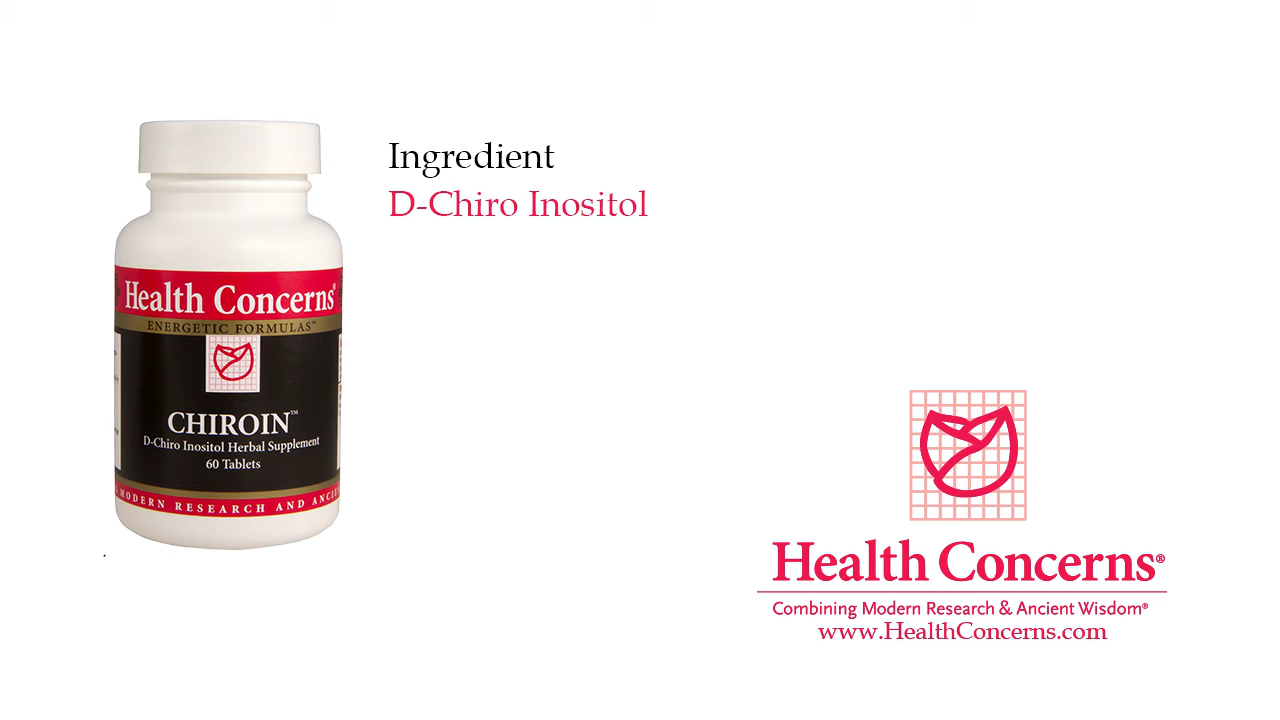 Ingredient
D-Chiro Inositol
Health Concerns®
ENERGETIC FORMULAS™
CHIROIN™
D-Chiro Inositol Herbal Supplement
60 Tablets
MODERN RESEARCH AND
Health Concerns®
Combining Modern Research & Ancient Wisdom®
www.HealthConcerns.com